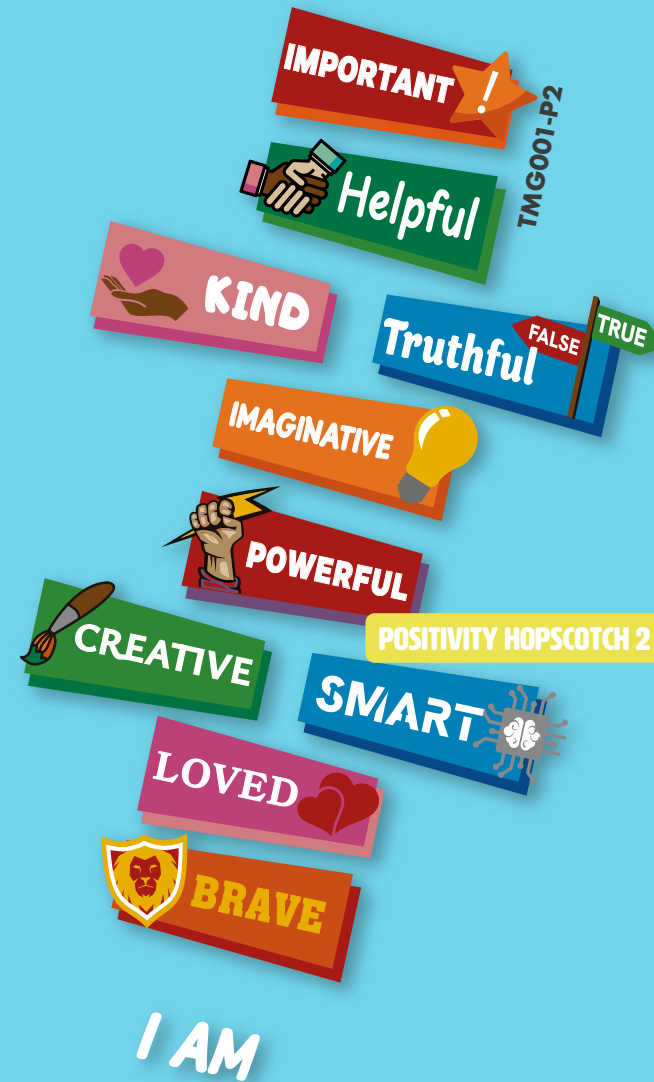 IMPORTANT
!
TMG001-P2
Helpful
KIND
Truthful
FALSE
TRUE
IMAGINATIVE
POWERFUL
CREATIVE
POSITIVITY HOPSCOTCH 2
SMART
LOVED
BRAVE
I AM